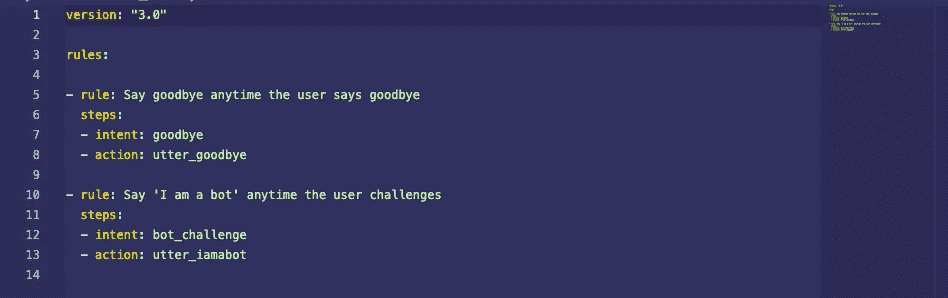 1 version: "3.0"
2
3 rules:
4
5 - rule: Say goodbye anytime the user says goodbye
6 steps:
7 - intent: goodbye
8 - action: utter_goodbye
9
10 - rule: Say 'I am a bot' anytime the user challenges
11 steps:
12 - intent: bot_challenge
13 - action: utter_iamabot
14